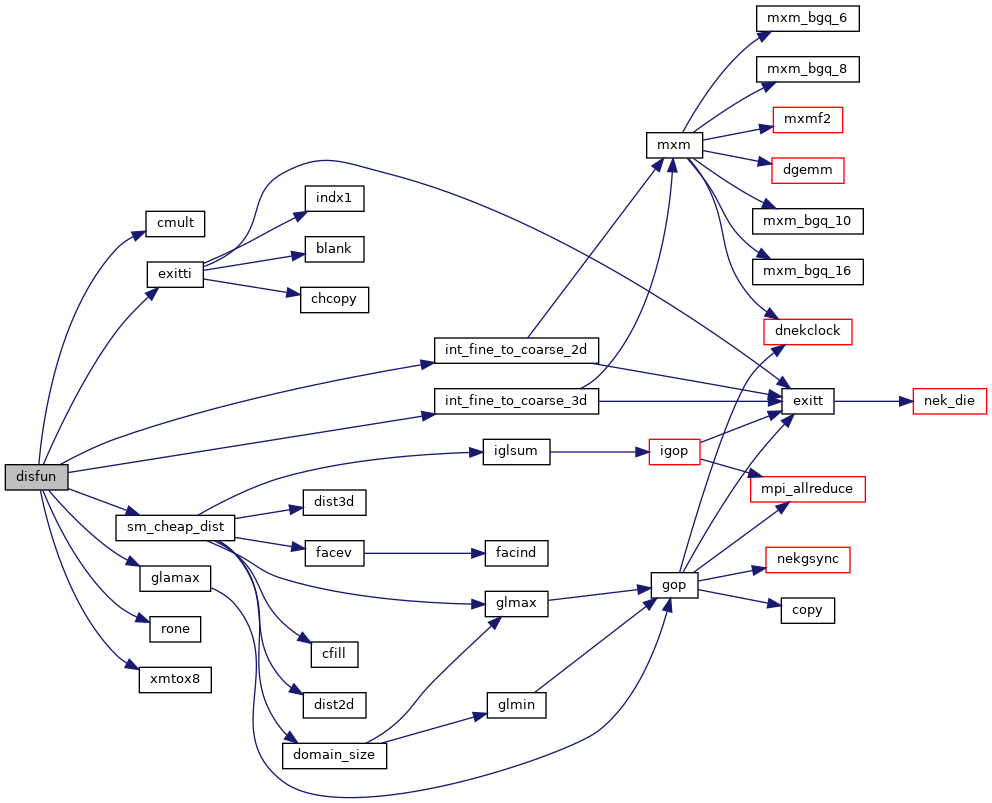 mxm_bgq_6
mxm_bgq_8
mxmf2
mxm
dgemm
indx1
mxm_bgq_10
cmult
blank
mxm_bgq_16
exitti
chcopy
dnekclock
int_fine_to_coarse_2d
int_fine_to_coarse_3d
exitt
nek_die
iglsum
igop
disfun
mpi_allreduce
dist3d
sm_cheap_dist
facev
facind
nekgsync
glamax
gop
glmax
copy
rone
cfill
xmtox8
dist2d
glmin
domain_size